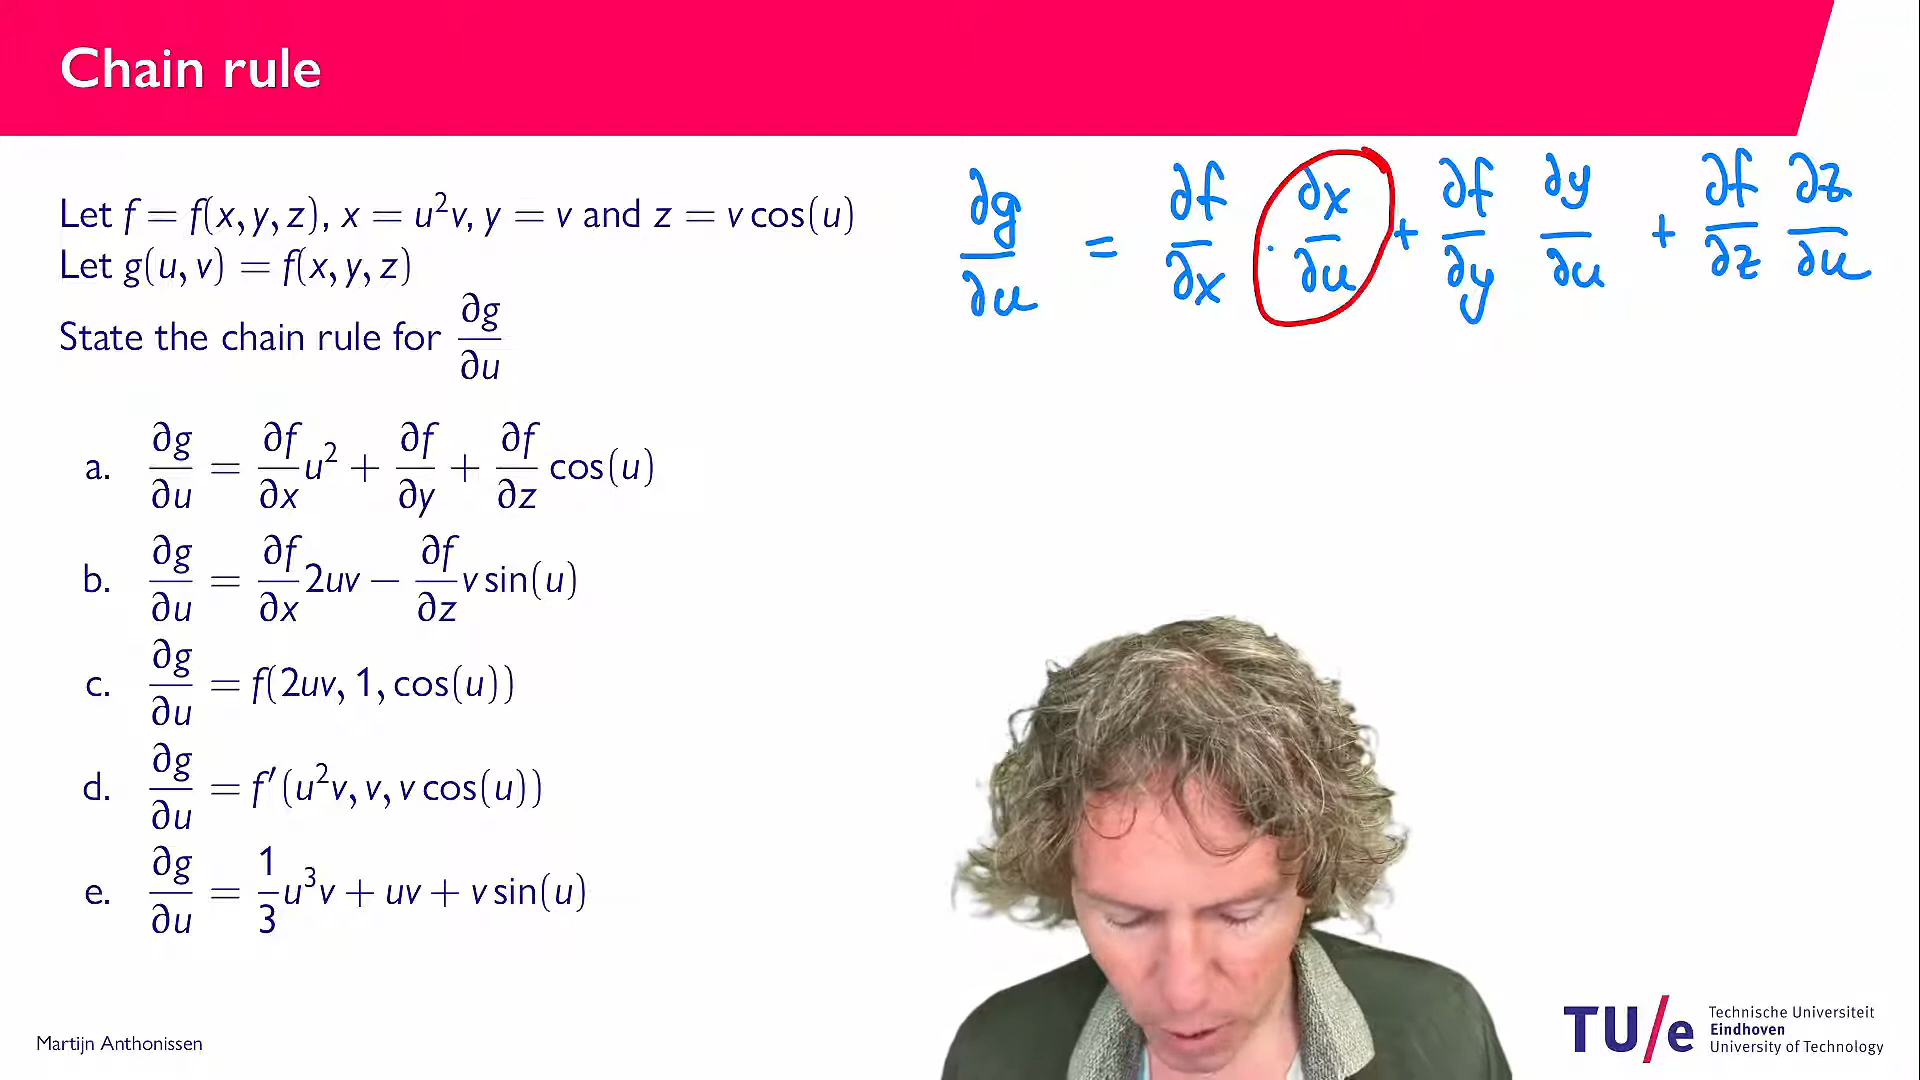 Chain rule
Let f = f(x, y, z), x = u²v, y = v and z = v cos(u)
Let g(u, v) = f(x, y, z)
State the chain rule for ∂g/∂u
a. ∂g/∂u = ∂f/∂x u² + ∂f/∂y + ∂f/∂z cos(u)
b. ∂g/∂u = ∂f/∂x 2uv − ∂f/∂z v sin(u)
c. ∂g/∂u = f(2uv, 1, cos(u))
d. ∂g/∂u = f′(u²v, v, v cos(u))
e. ∂g/∂u = 1/3 u³v + uv + v sin(u)
∂g/∂u = ∂f/∂x · ∂x/∂u + ∂f/∂y ∂y/∂u + ∂f/∂z ∂z/∂u
Martijn Anthonissen
TU/e
Technische Universiteit
Eindhoven
University of Technology